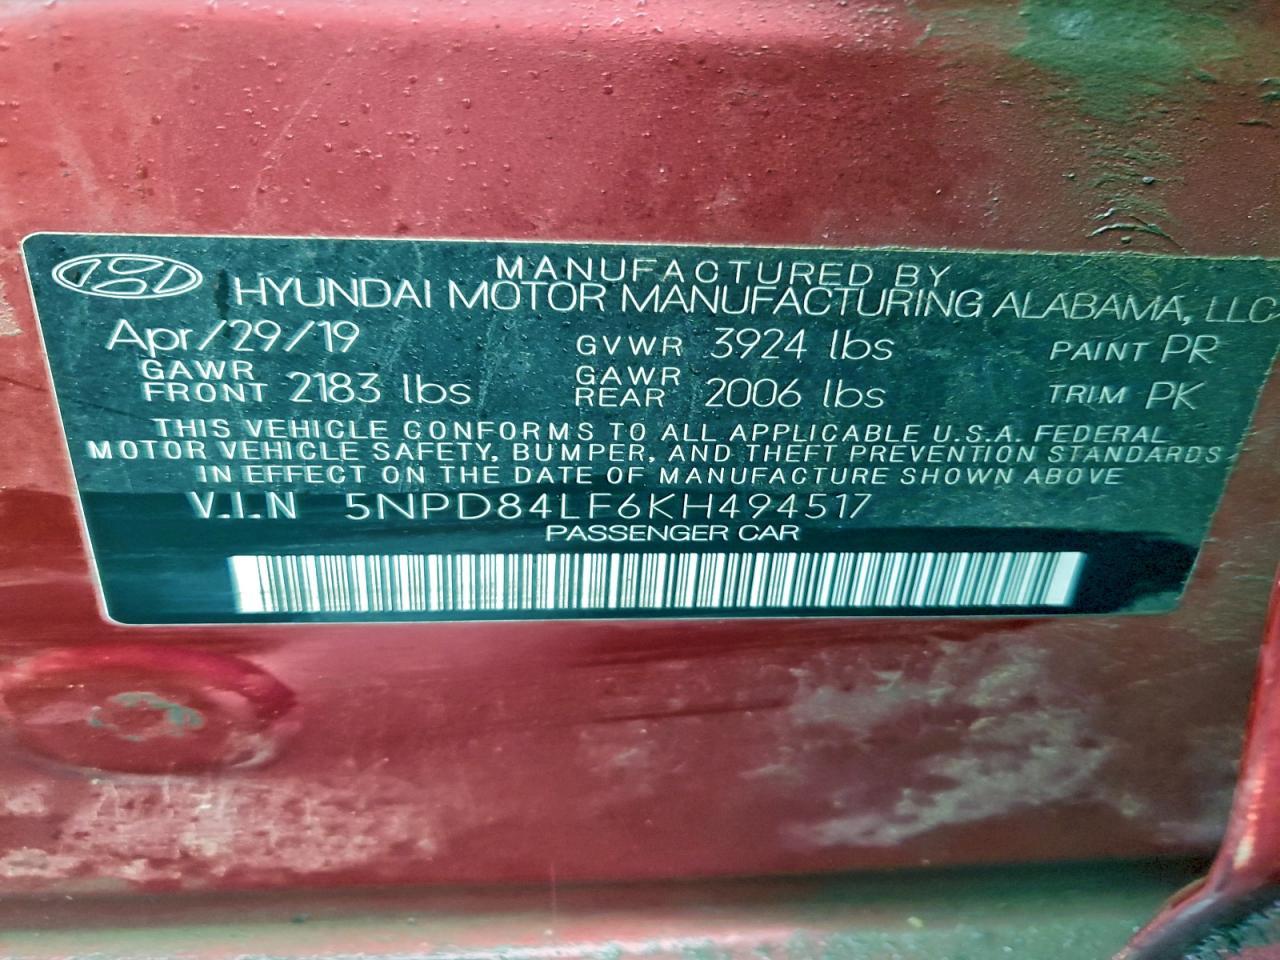 MANUFACTURED BY
HYUNDAI MOTOR MANUFACTURING ALABAMA, LLC
Apr/29/19 GVWR 3924 lbs PAINT PR
GAWR FRONT 2183 lbs GAWR REAR 2006 lbs TRIM PK
THIS VEHICLE CONFORMS TO ALL APPLICABLE U.S.A. FEDERAL
MOTOR VEHICLE SAFETY, BUMPER, AND THEFT PREVENTION STANDARDS
IN EFFECT ON THE DATE OF MANUFACTURE SHOWN ABOVE
V.I.N 5NPD84LF6KH494517
PASSENGER CAR